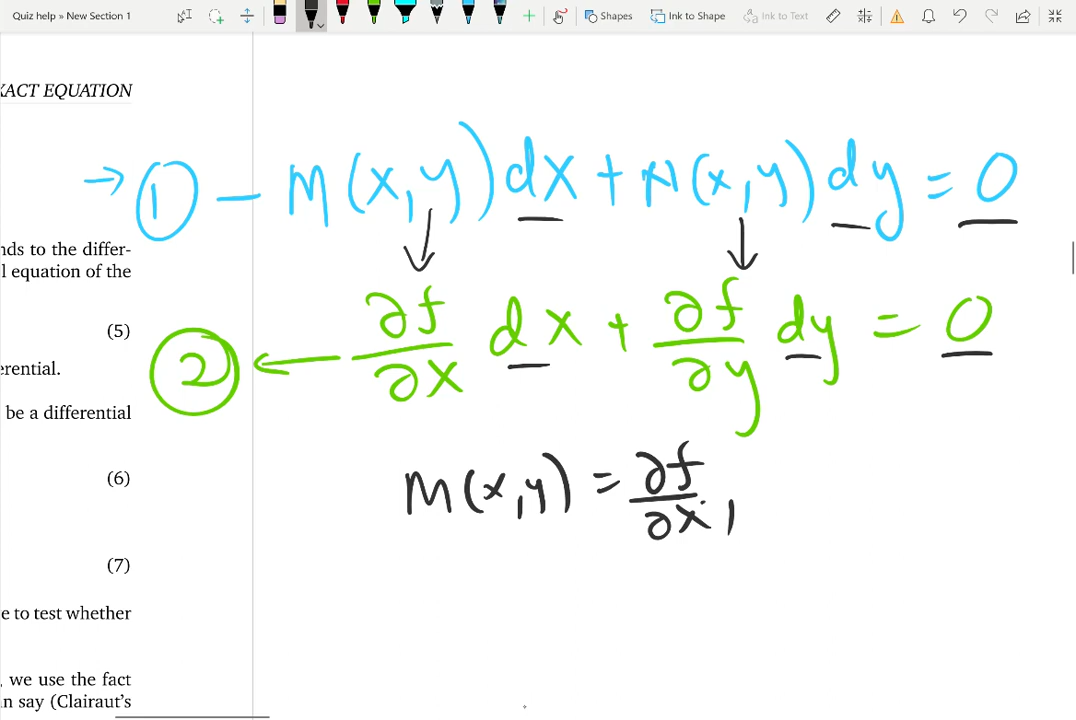 Quiz help » New Section 1
Shapes
Ink to Shape
Ink to Text
XACT EQUATION
→ ① – M(x,y)dx + N(x,y)dy = 0
nds to the differ-
l equation of the
(5)
② ← ∂f/∂x dx + ∂f/∂y dy = 0
erential.
be a differential
(6)
M(x,y) = ∂f/∂x,
(7)
e to test whether
, we use the fact
n say (Clairaut's